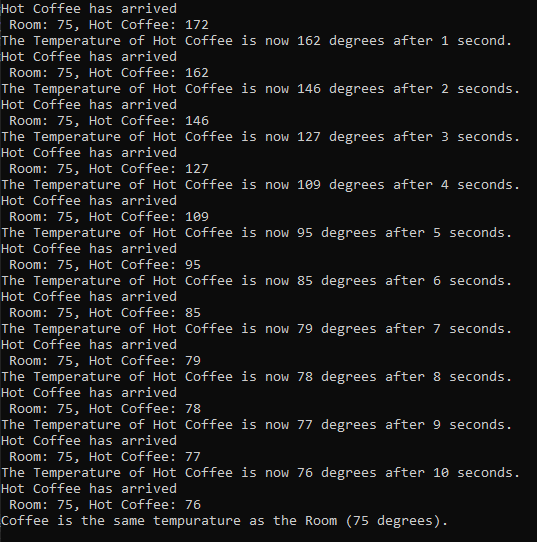 Hot Coffee has arrived
 Room: 75, Hot Coffee: 172
The Temperature of Hot Coffee is now 162 degrees after 1 second.
Hot Coffee has arrived
 Room: 75, Hot Coffee: 162
The Temperature of Hot Coffee is now 146 degrees after 2 seconds.
Hot Coffee has arrived
 Room: 75, Hot Coffee: 146
The Temperature of Hot Coffee is now 127 degrees after 3 seconds.
Hot Coffee has arrived
 Room: 75, Hot Coffee: 127
The Temperature of Hot Coffee is now 109 degrees after 4 seconds.
Hot Coffee has arrived
 Room: 75, Hot Coffee: 109
The Temperature of Hot Coffee is now 95 degrees after 5 seconds.
Hot Coffee has arrived
 Room: 75, Hot Coffee: 95
The Temperature of Hot Coffee is now 85 degrees after 6 seconds.
Hot Coffee has arrived
 Room: 75, Hot Coffee: 85
The Temperature of Hot Coffee is now 79 degrees after 7 seconds.
Hot Coffee has arrived
 Room: 75, Hot Coffee: 79
The Temperature of Hot Coffee is now 78 degrees after 8 seconds.
Hot Coffee has arrived
 Room: 75, Hot Coffee: 78
The Temperature of Hot Coffee is now 77 degrees after 9 seconds.
Hot Coffee has arrived
 Room: 75, Hot Coffee: 77
The Temperature of Hot Coffee is now 76 degrees after 10 seconds.
Hot Coffee has arrived
 Room: 75, Hot Coffee: 76
Coffee is the same tempurature as the Room (75 degrees).